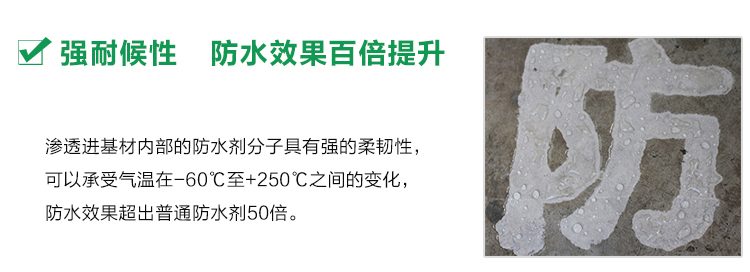 强耐候性 防水效果百倍提升
渗透进基材内部的防水剂分子具有强的柔韧性，
可以承受气温在-60℃至+250℃之间的变化，
防水效果超出普通防水剂50倍。
防